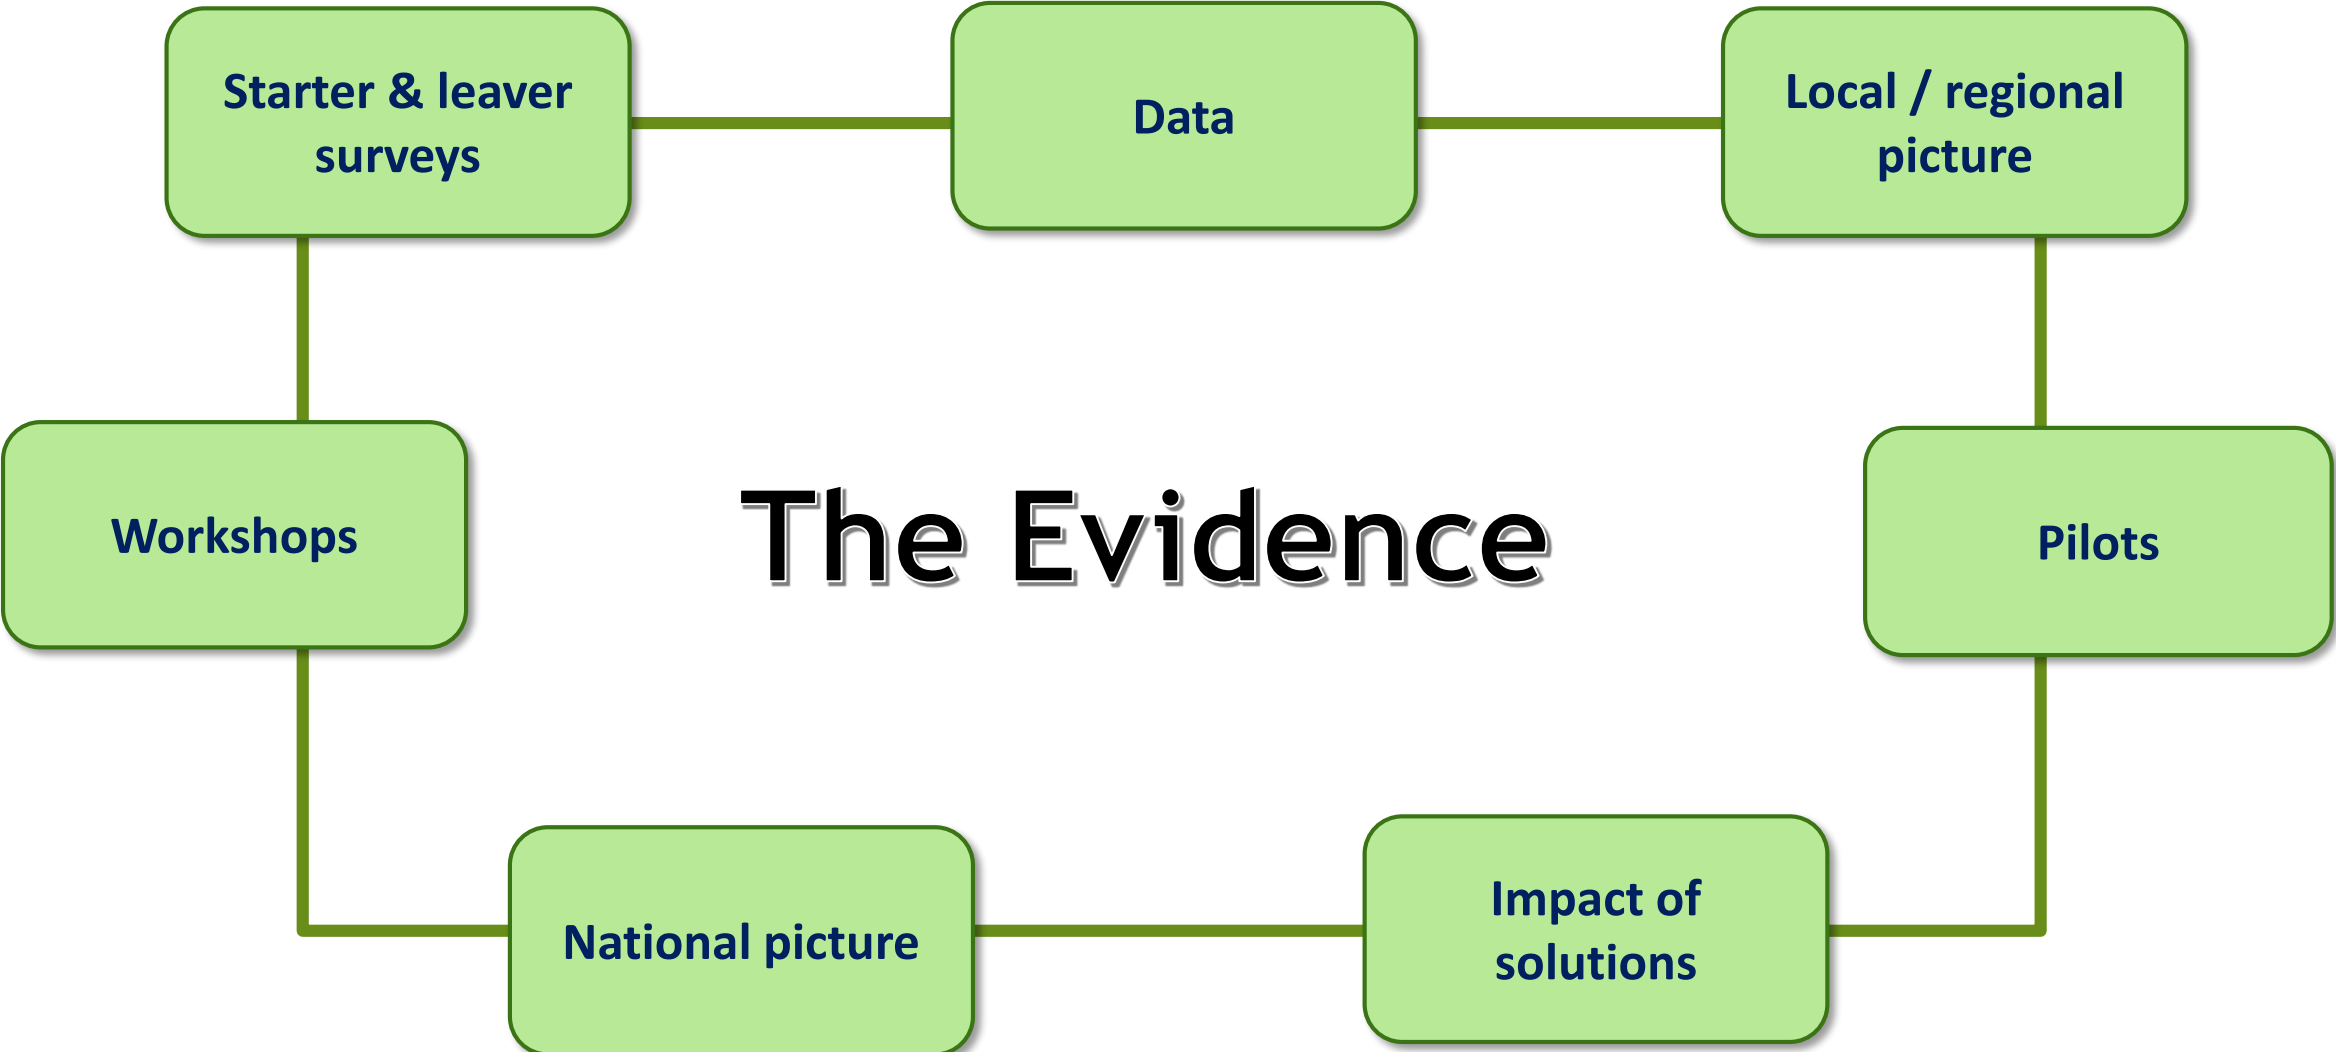 Starter & leaver
surveys
Data
Local / regional
picture
Workshops
The Evidence
Pilots
National picture
Impact of
solutions